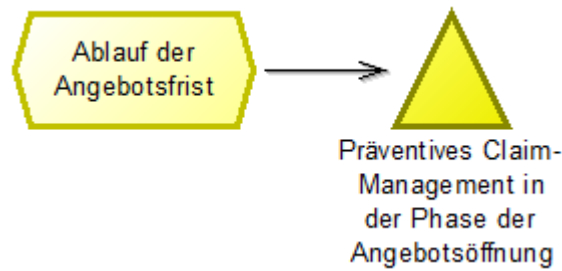 Ablauf der
Angebotsfrist
Präventives Claim-
Management in
der Phase der
Angebotsöffnung